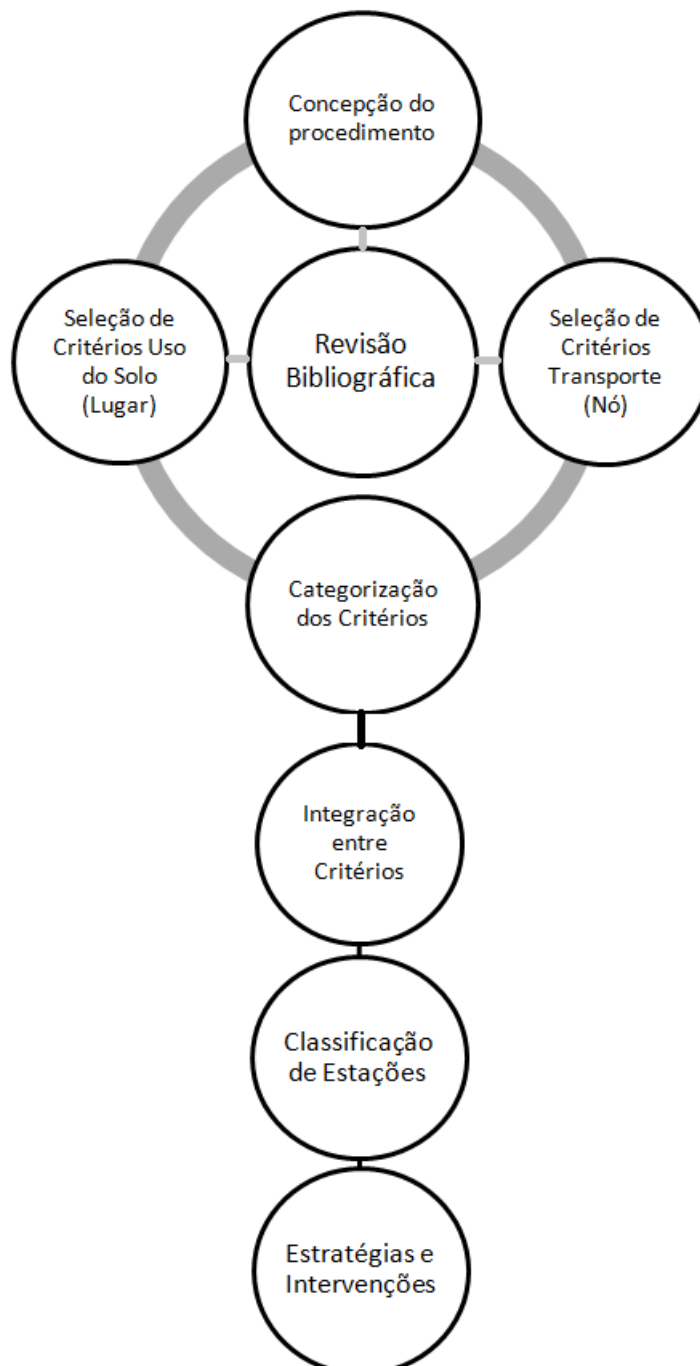 Concepção do
procedimento
Seleção de
Critérios Uso
do Solo
(Lugar)
Revisão
Bibliográfica
Seleção de
Critérios
Transporte
(Nó)
Categorização
dos Critérios
Integração
entre
Critérios
Classificação
de Estações
Estratégias e
Intervenções